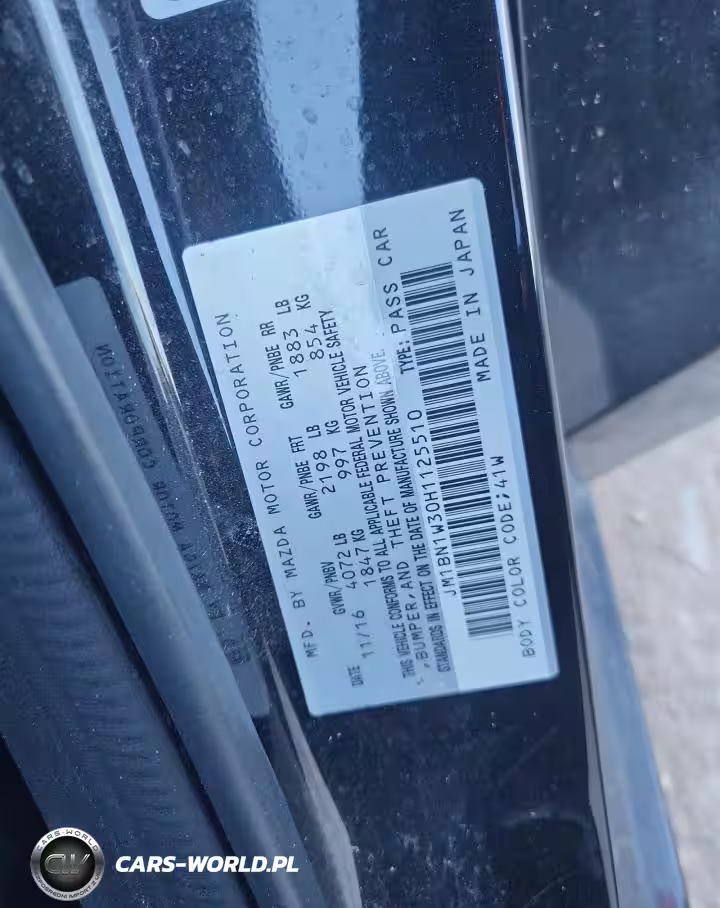 MFD. BY MAZDA MOTOR CORPORATION
DATE GVWR/PNBV GAWR/PNBE FRT GAWR/PNBE RR
11/16 4072 LB 2198 LB 1883 LB
1847 KG 997 KG 854 KG
THIS VEHICLE CONFORMS TO ALL APPLICABLE FEDERAL MOTOR VEHICLE SAFETY
,BUMPER,AND THEFT PREVENTION
STANDARDS IN EFFECT ON THE DATE OF MANUFACTURE SHOWN ABOVE.
JM1BN1W30H1125510 TYPE: PASS CAR
BODY COLOR CODE;41W MADE IN JAPAN
CARS-WORLD
CW
CARS-WORLD.PL